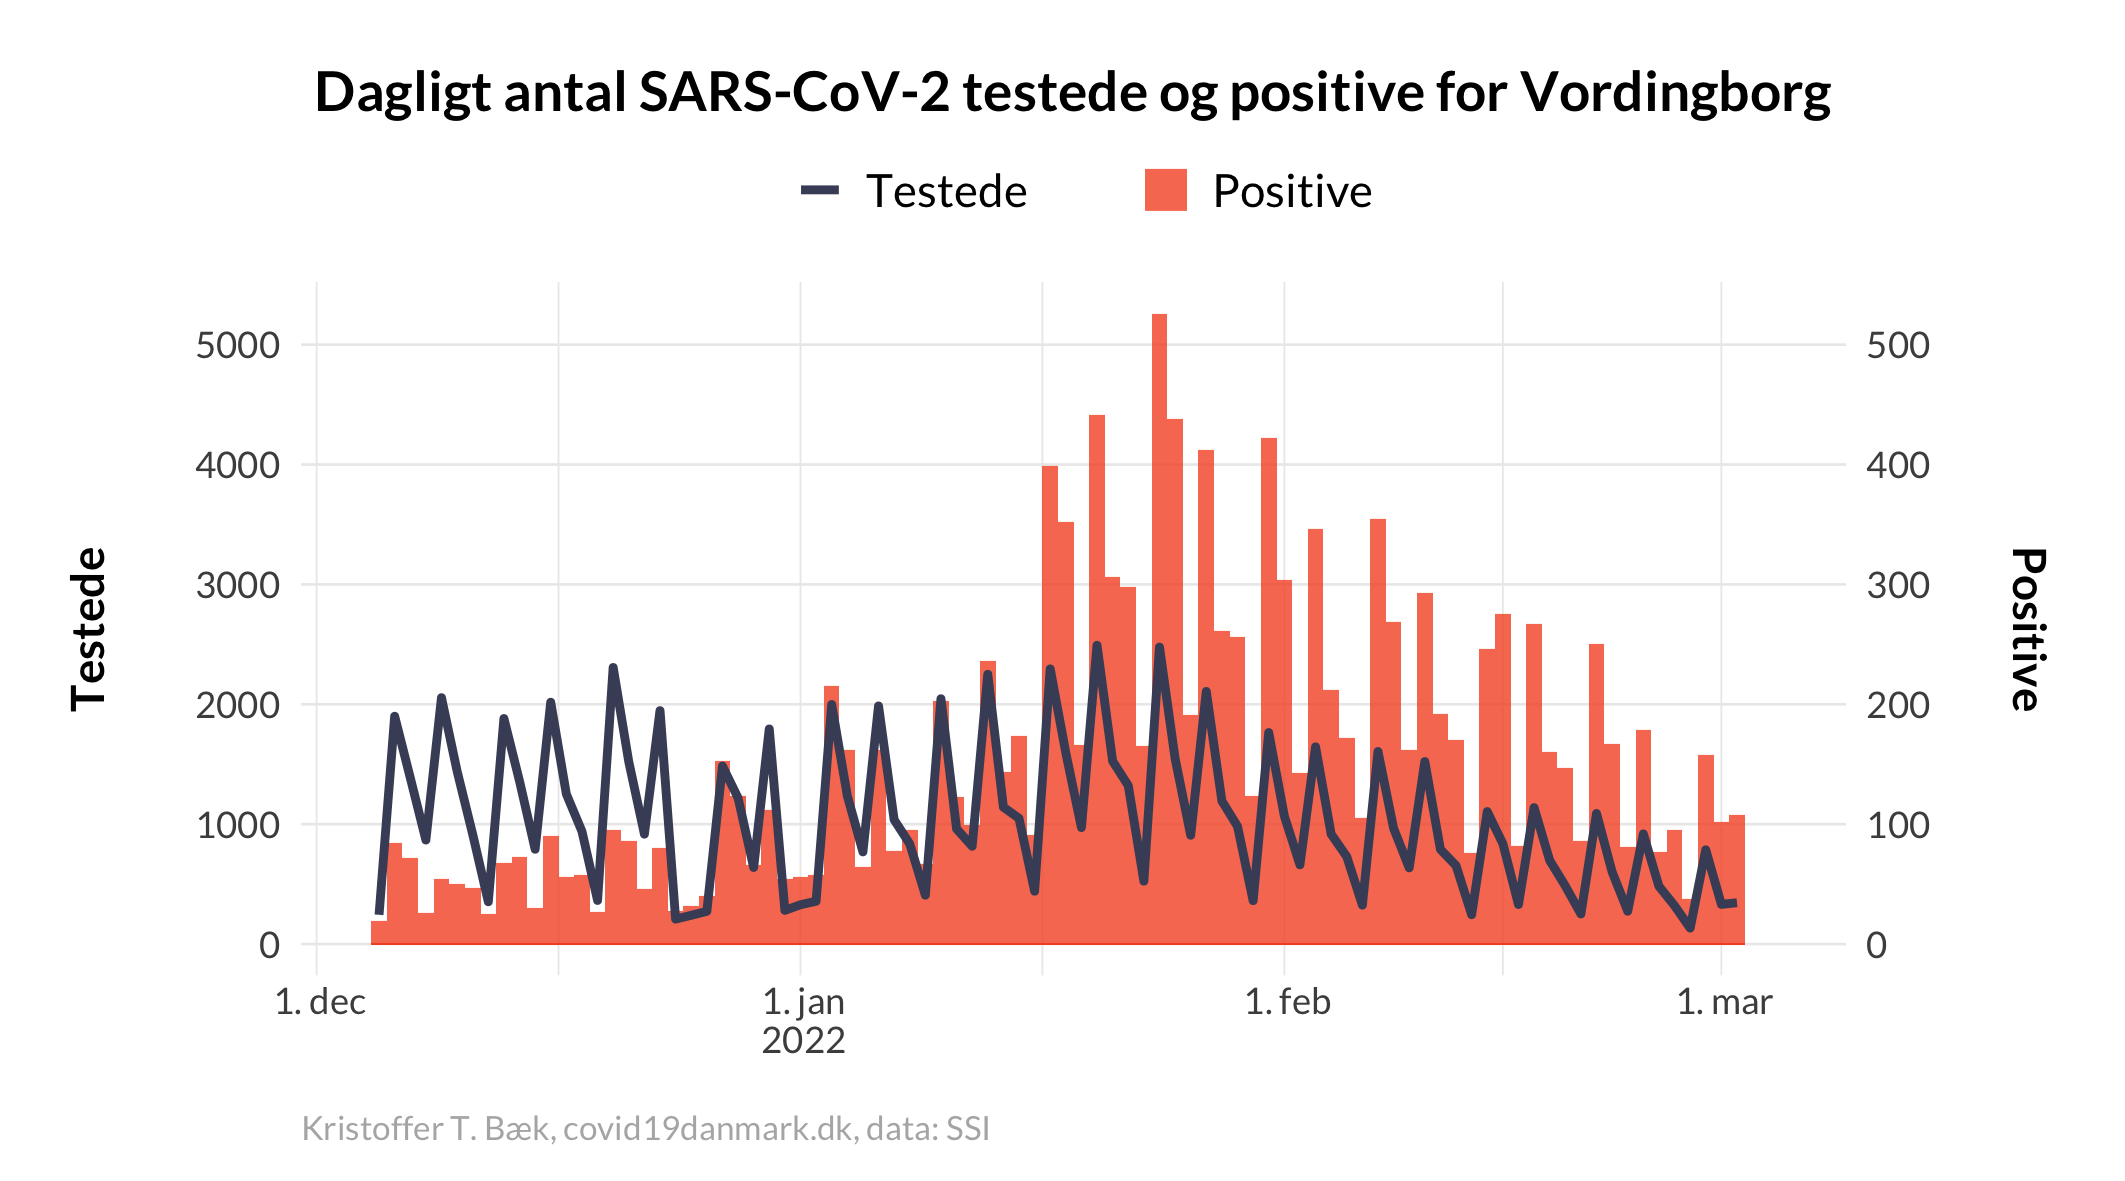 Dagligt antal SARS-CoV-2 testede og positive for Vordingborg
Testede
Positive
5000
4000
3000
2000
1000
0
Testede
500
400
300
200
100
0
Positive
1. dec
1. jan
2022
1. feb
1. mar
Kristoffer T. Bæk, covid19danmark.dk, data: SSI